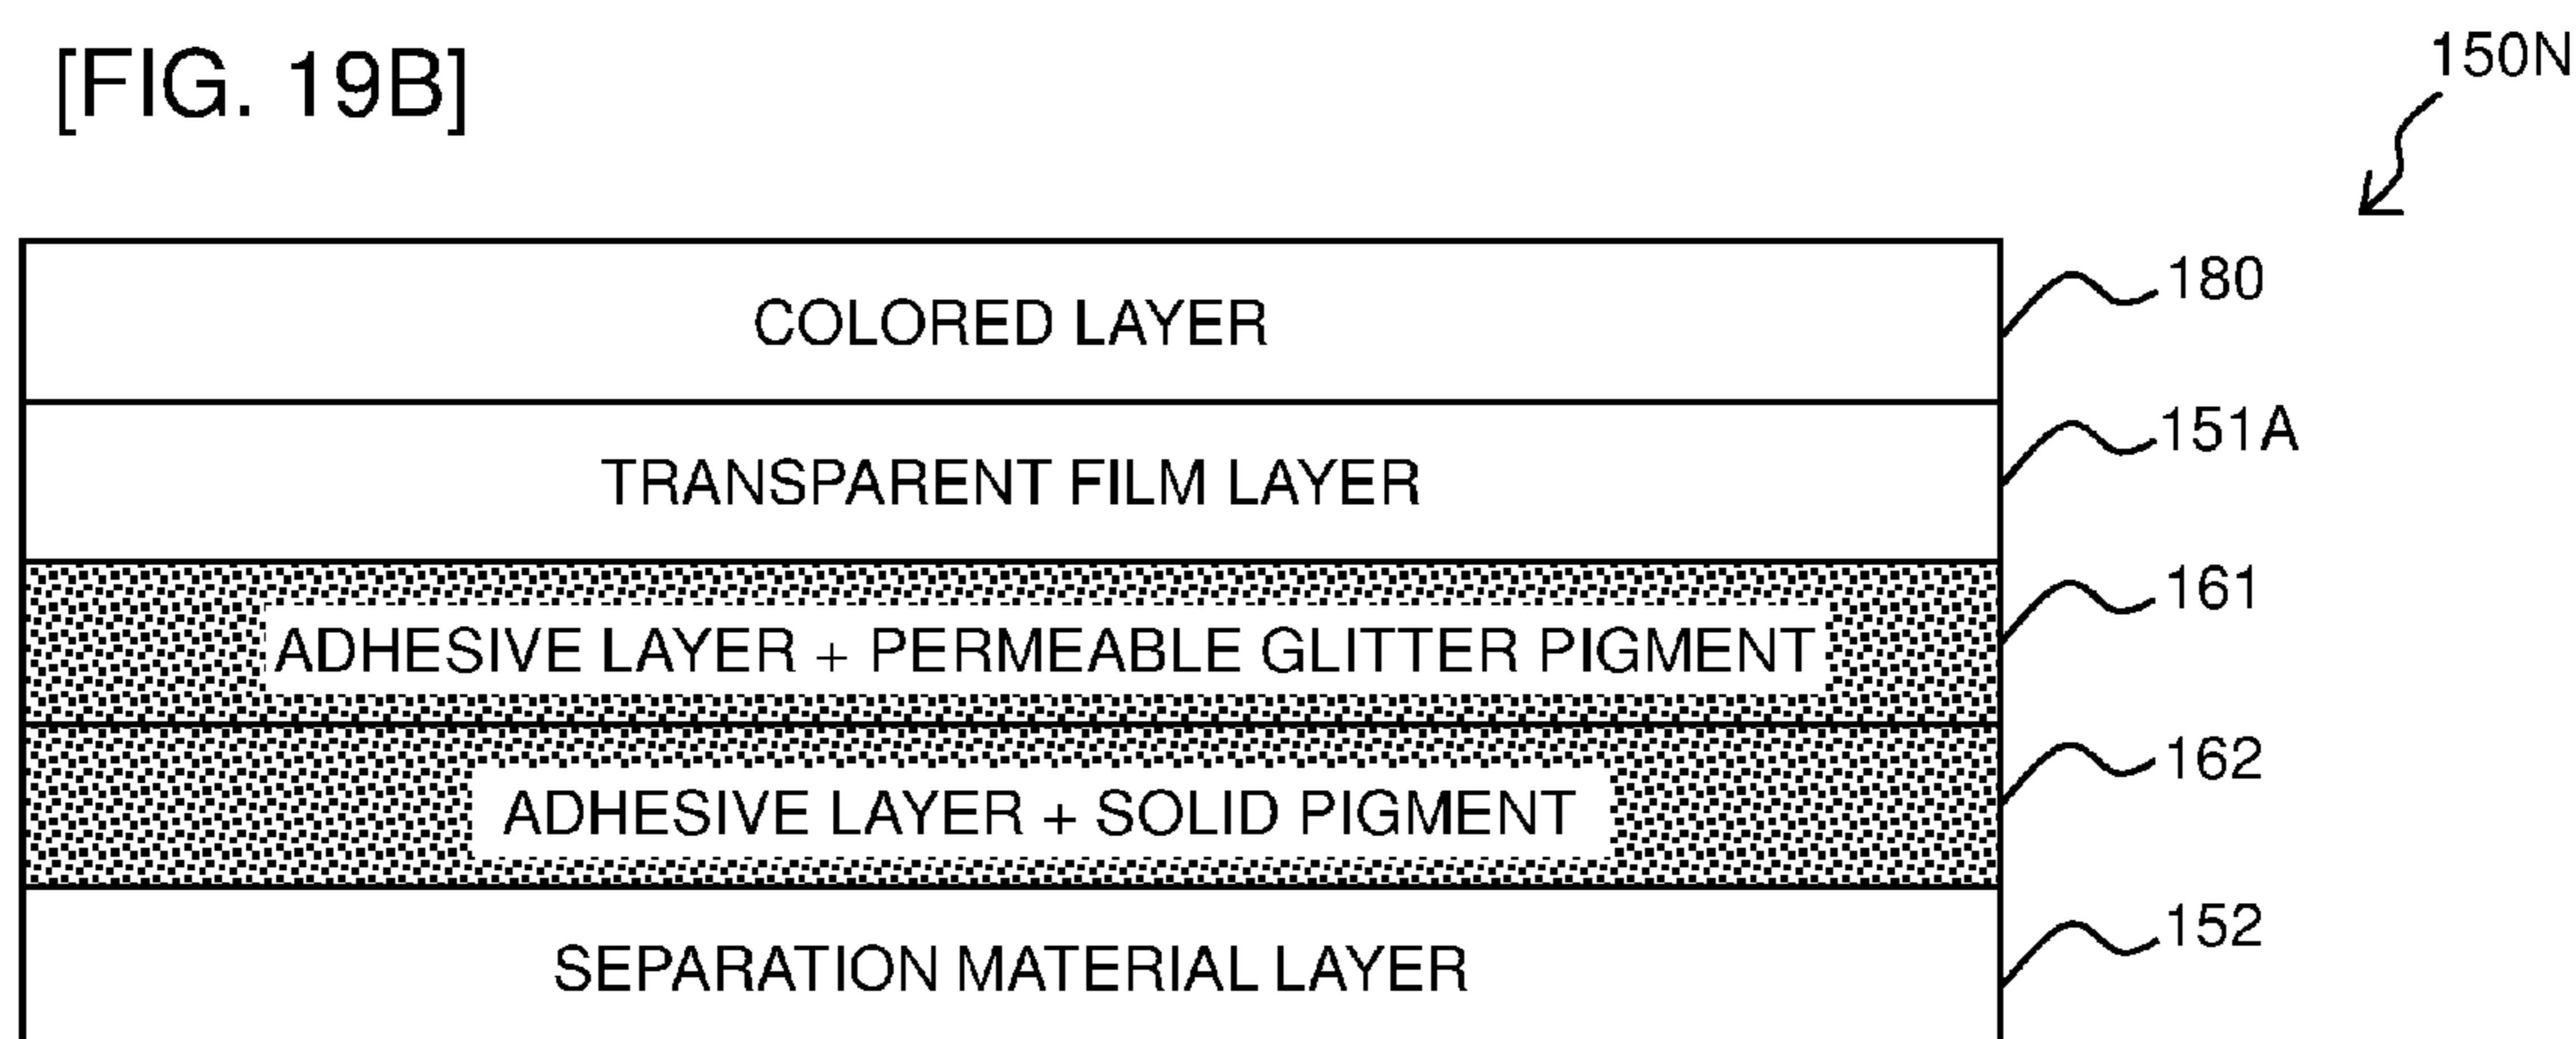 [FIG. 19B]
150N
COLORED LAYER
180
TRANSPARENT FILM LAYER
151A
ADHESIVE LAYER + PERMEABLE GLITTER PIGMENT
161
ADHESIVE LAYER + SOLID PIGMENT
162
SEPARATION MATERIAL LAYER
152